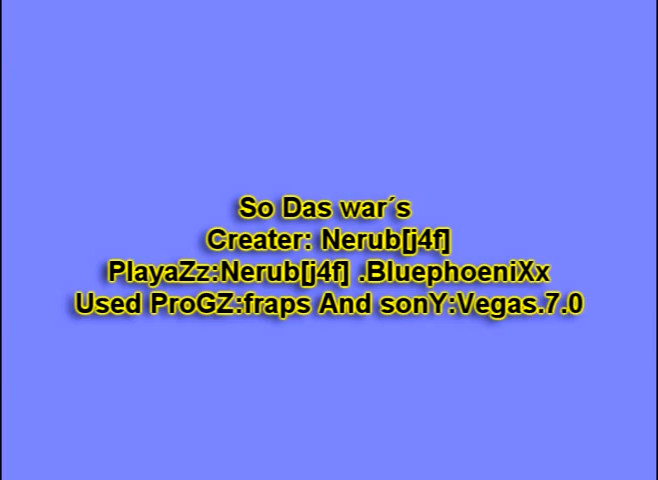 So Das war´s
Creater: Nerub[j4f]
PlayaZz:Nerub[j4f] .BluephoeniXx
Used ProGZ:fraps And sonY:Vegas.7.0